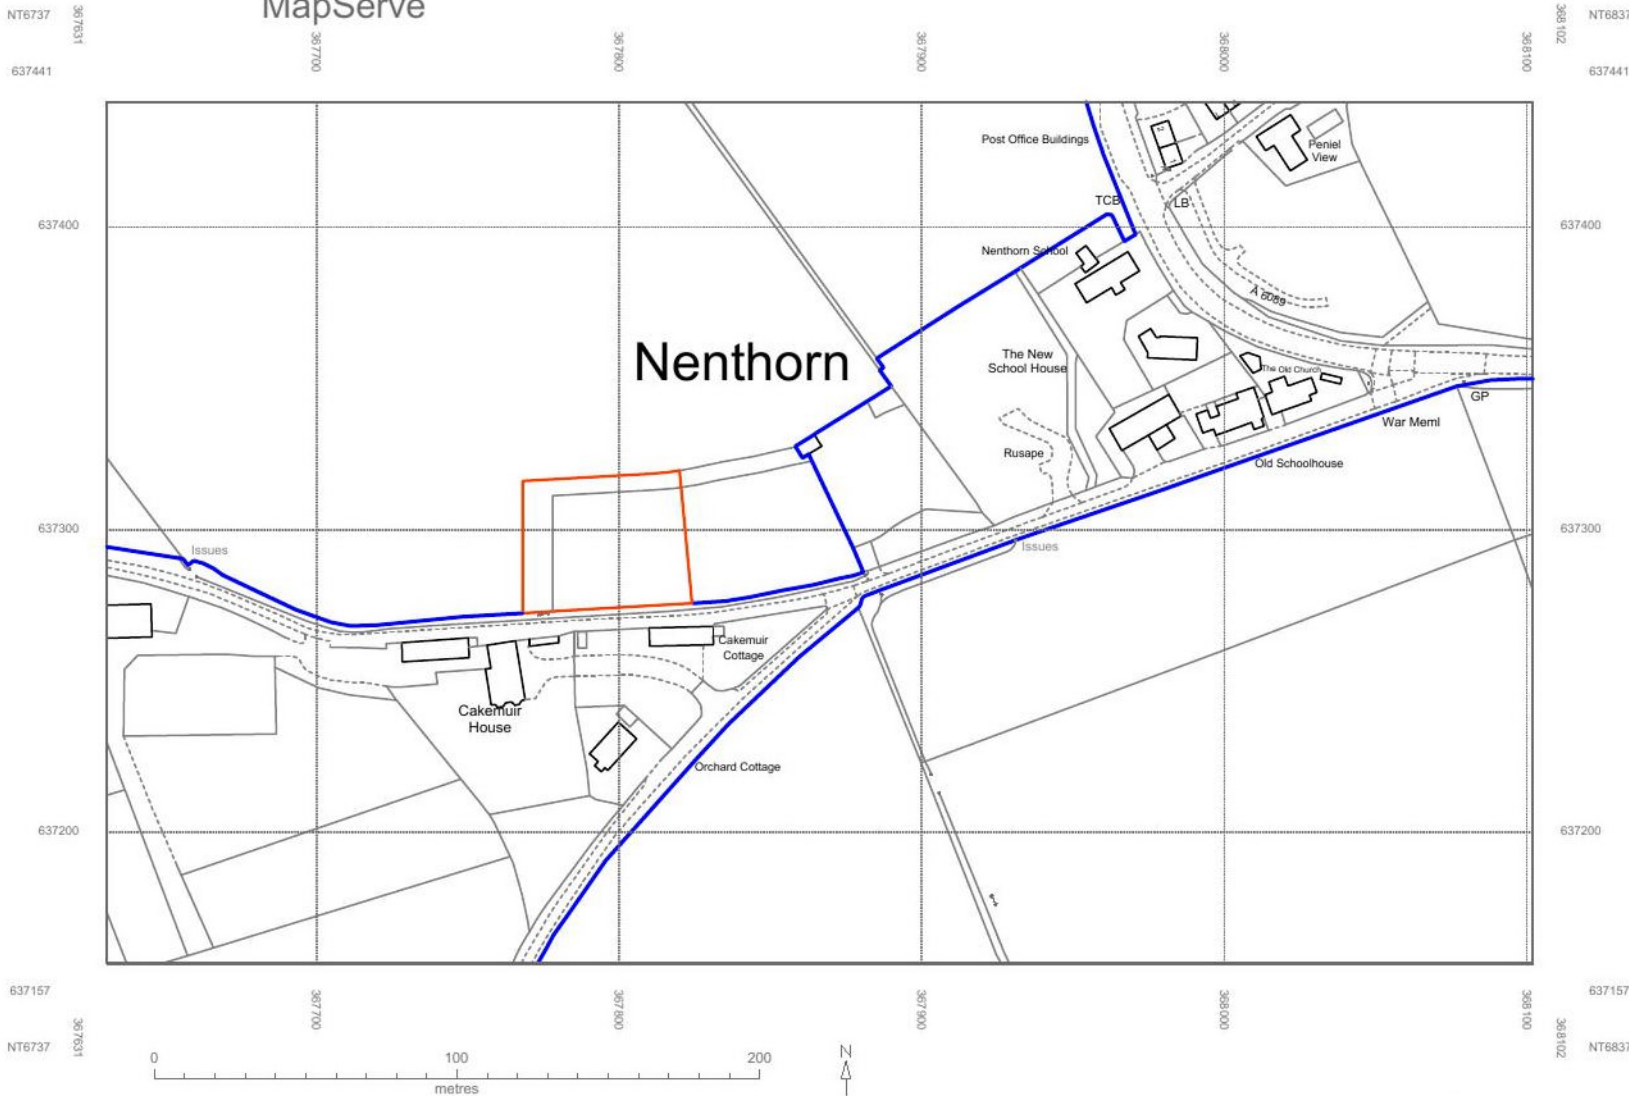 MapServe
NT6737
367631
368102
NT6837
637441
367700
367800
367900
368000
368100
637441
Post Office Buildings
Peniel
View
TCB
LB
637400
637400
Nenthorn School
A 6089
Nenthorn
The New
School House
The Old Church
GP
War Meml
Rusape
Old Schoolhouse
637300
637300
Issues
Issues
Cakemuir
Cottage
Cakemuir
House
Orchard Cottage
637200
637200
637157
367631
367700
367800
367900
368000
368100
368102
637157
NT6737
NT6837
0
100
200
metres
N